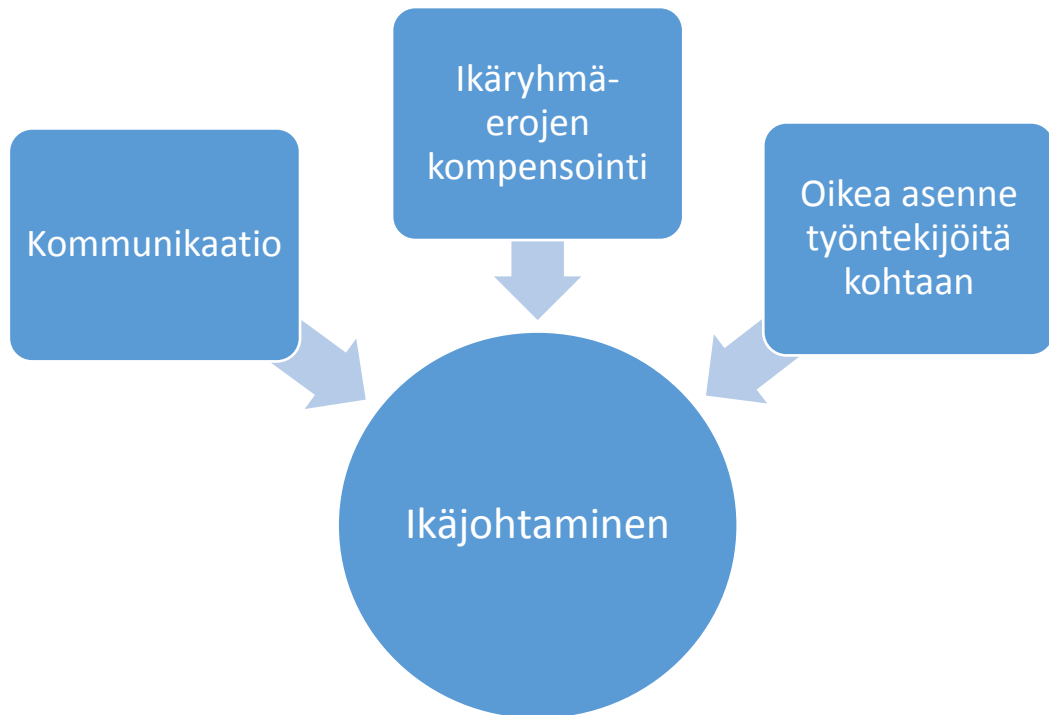 Kommunikaatio
Ikäryhmä-
erojen
kompensointi
Oikea asenne
työntekijöitä
kohtaan
Ikäjohtaminen